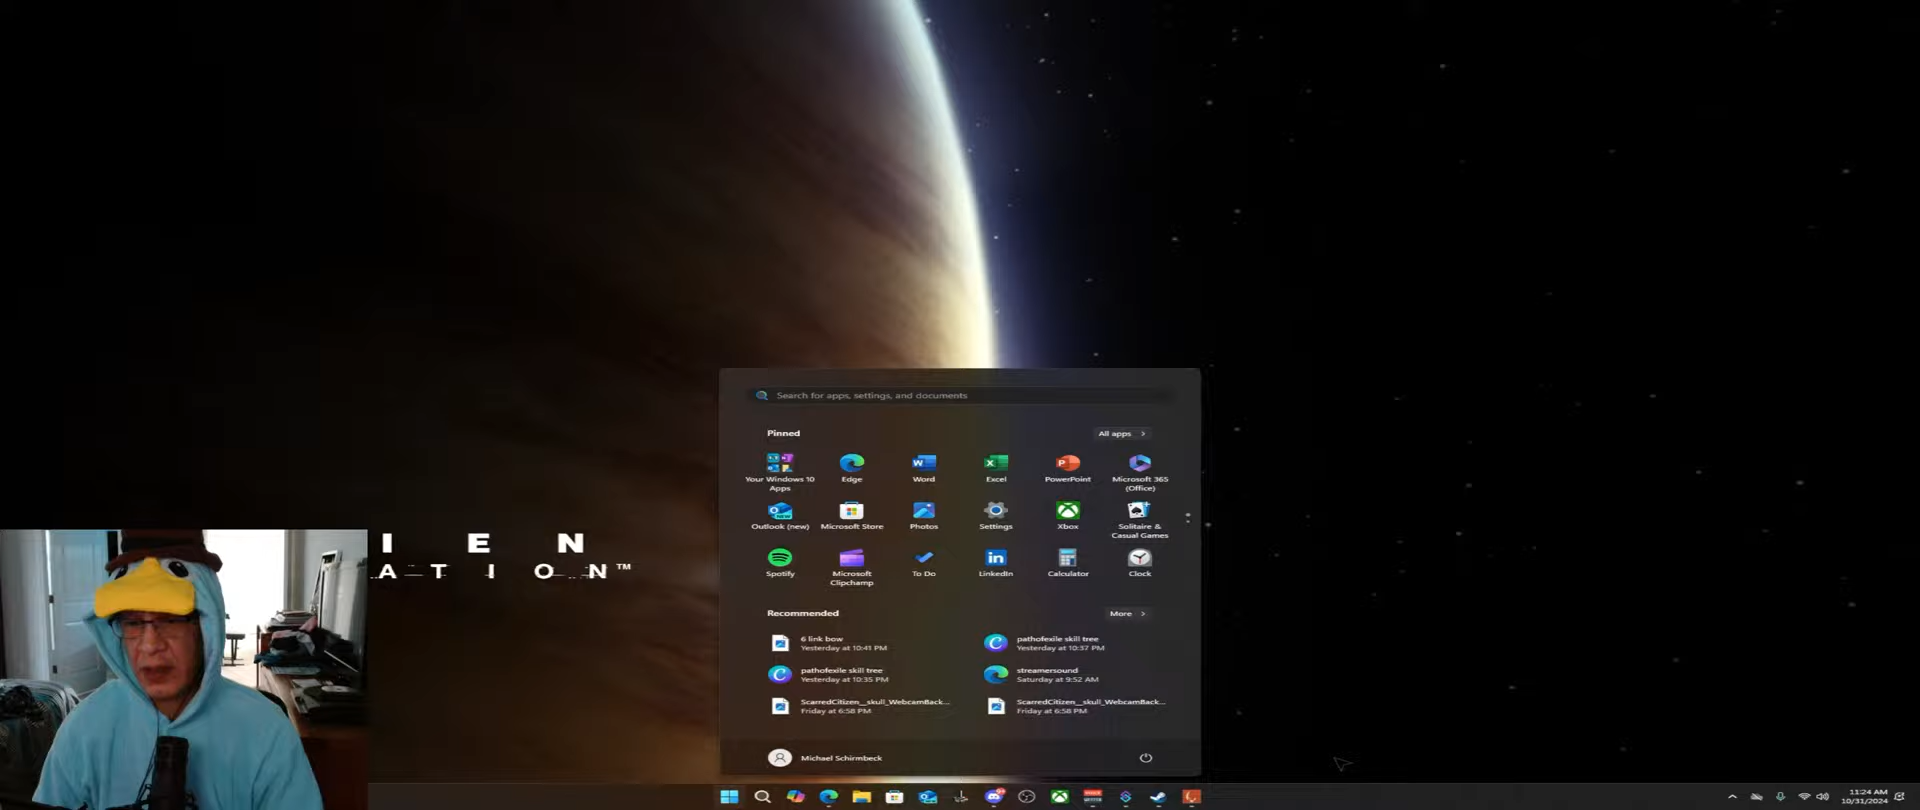 I E N
A T I O N™
Search for apps, settings, and documents
Pinned
All apps >
Your Windows 10
Apps
Edge
Word
Excel
PowerPoint
Microsoft 365
(Office)
Outlook (new)
Microsoft Store
Photos
Settings
Xbox
Solitaire &
Casual Games
Spotify
Microsoft
Clipchamp
To Do
LinkedIn
Calculator
Clock
Recommended
More >
6 link bow
Yesterday at 10:41 PM
pathofexile skill tree
Yesterday at 10:37 PM
pathofexile skill tree
Yesterday at 10:35 PM
streamersound
Saturday at 9:52 AM
ScarredCitizen__skull_WebcamBack...
Friday at 6:58 PM
ScarredCitizen__skull_WebcamBack...
Friday at 6:58 PM
Michael Schirmbeck
11:24 AM
10/31/2024